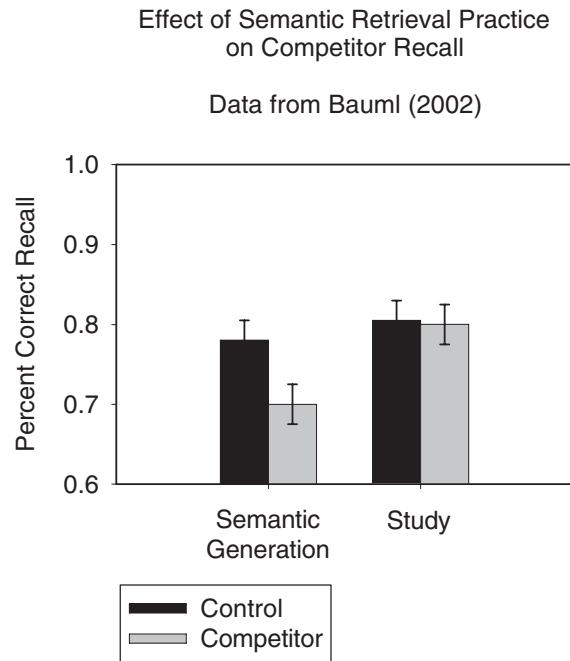 Effect of Semantic Retrieval Practice
on Competitor Recall
Data from Bauml (2002)
Percent Correct Recall
1.0
0.9
0.8
0.7
0.6
Semantic
Generation
Study
Control
Competitor